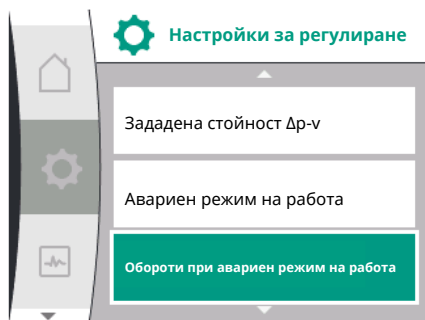 Настройки за регулиране
Зададена стойност Δp-v
Авариен режим на работа
Обороти при авариен режим на работа